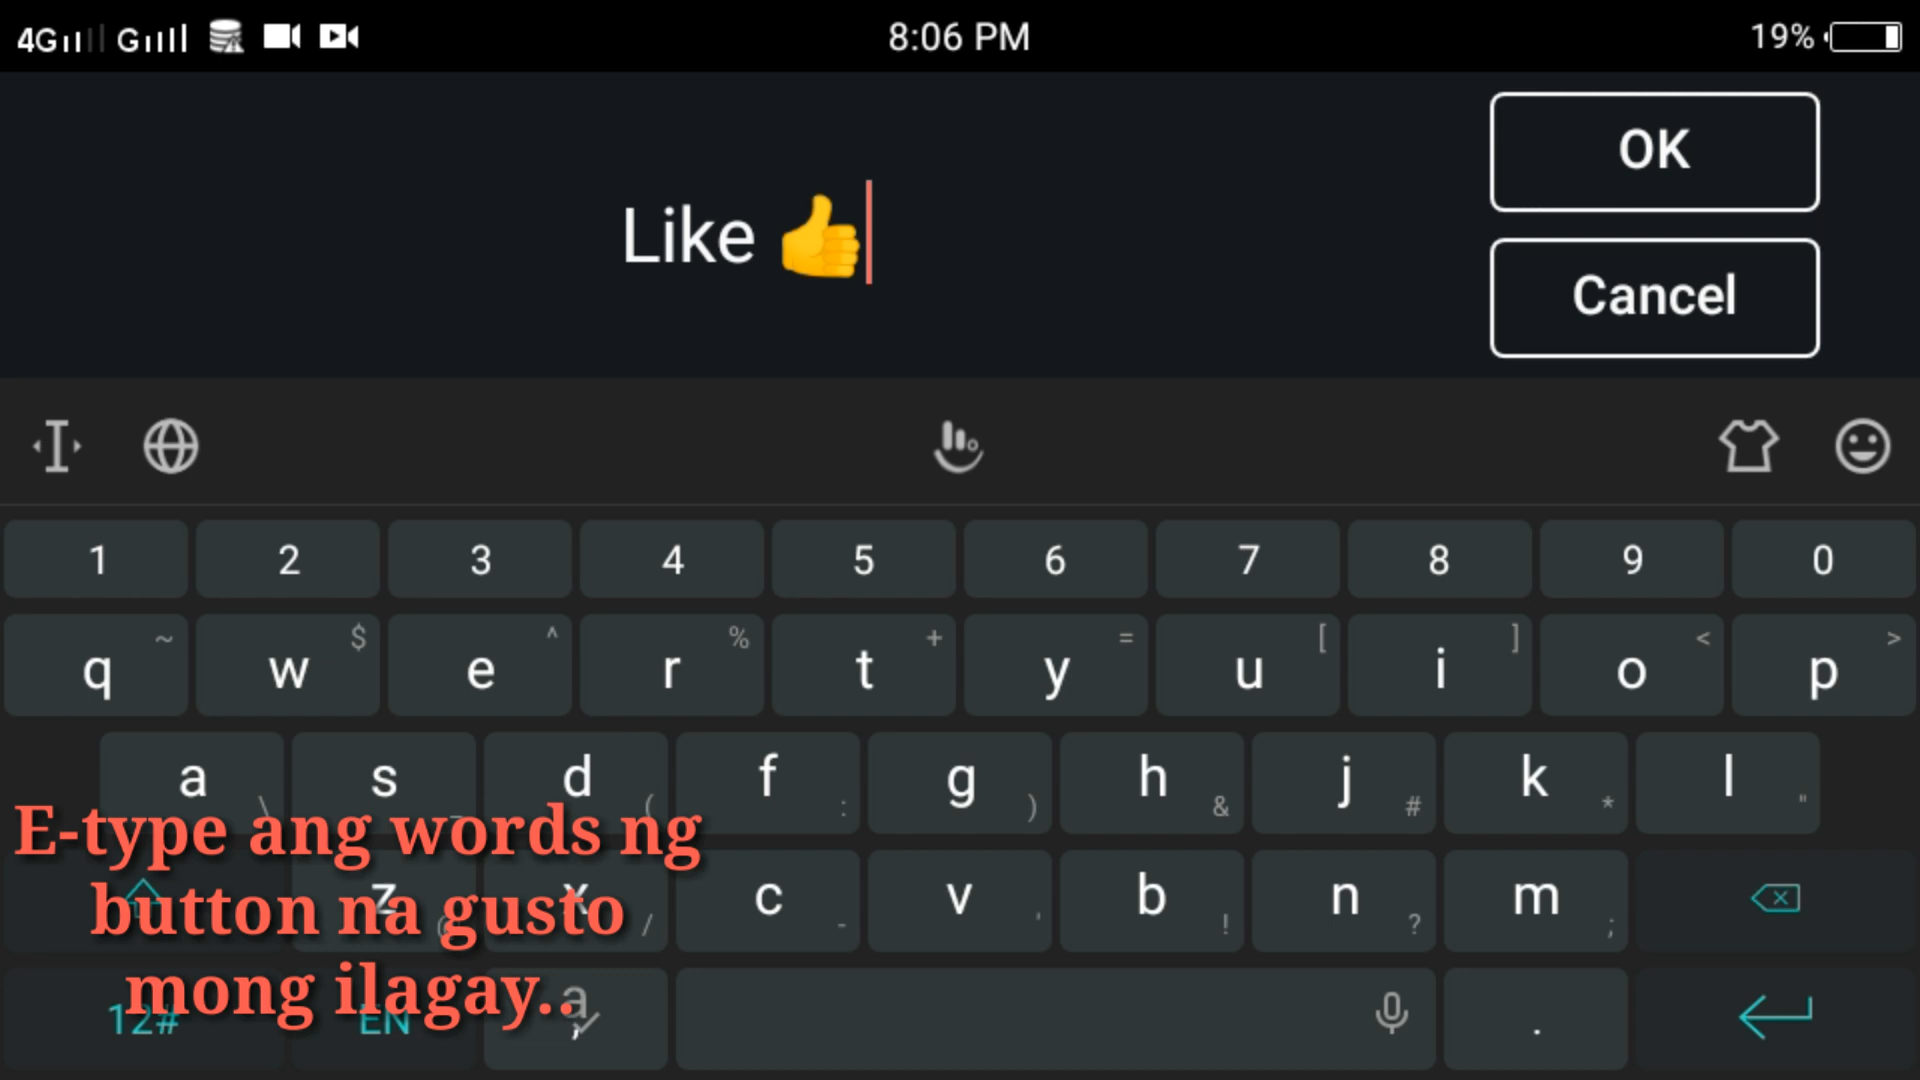 4G G 8:06 PM 19%
OK
Like 👍
Cancel
1 2 3 4 5 6 7 8 9 0
~ $ ^ % + = [ ] < >
q w e r t y u i o p
a s d f g h j k l
\ _ ( : ) & # * "
E-type ang words ng
z x c v b n m
@ / - ' ! ? ;
button na gusto
mong ilagay..
12# EN , .